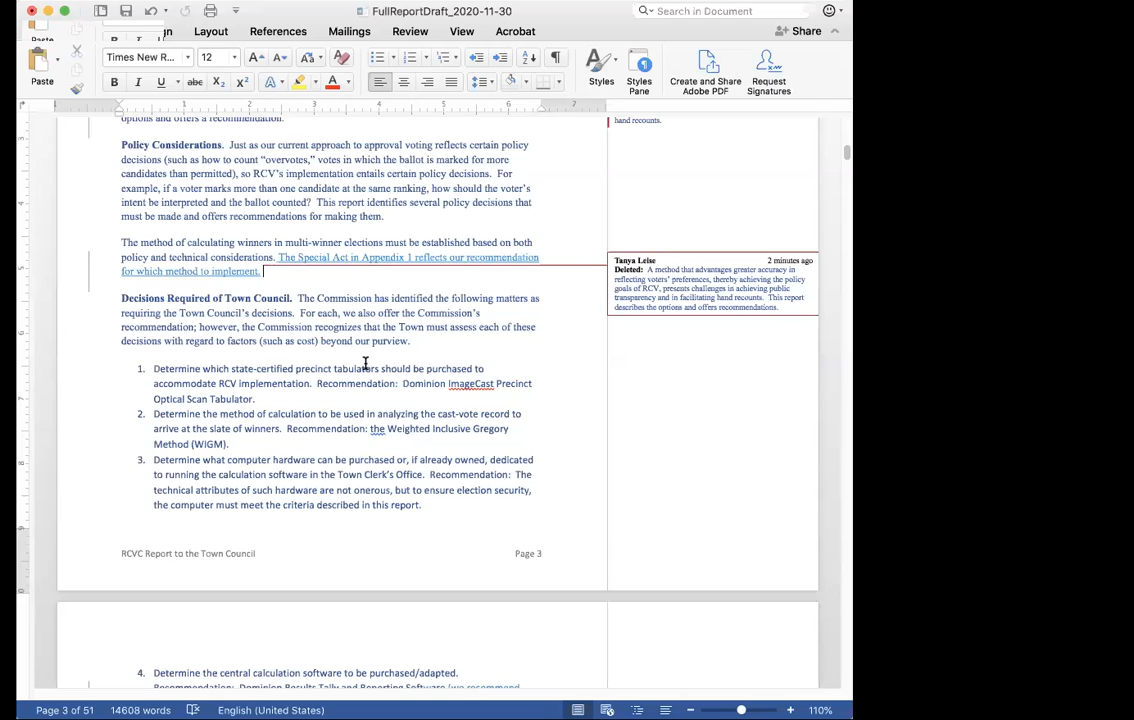 FullReportDraft_2020-11-30
Search in Document
Layout
References
Mailings
Review
View
Acrobat
Share
Paste
Times New R...
12
Styles
Styles Pane
Create and Share Adobe PDF
Request Signatures
options and offers a recommendation.
hand recounts.
Policy Considerations. Just as our current approach to approval voting reflects certain policy
decisions (such as how to count “overvotes,” votes in which the ballot is marked for more
candidates than permitted), so RCV’s implementation entails certain policy decisions. For
example, if a voter marks more than one candidate at the same ranking, how should the voter’s
intent be interpreted and the ballot counted? This report identifies several policy decisions that
must be made and offers recommendations for making them.
The method of calculating winners in multi-winner elections must be established based on both
policy and technical considerations. The Special Act in Appendix 1 reflects our recommendation
for which method to implement.
Tanya Leise 2 minutes ago
Deleted: A method that advantages greater accuracy in
reflecting voters’ preferences, thereby achieving the policy
goals of RCV, presents challenges in achieving public
transparency and in facilitating hand recounts. This report
describes the options and offers recommendations.
Decisions Required of Town Council. The Commission has identified the following matters as
requiring the Town Council’s decisions. For each, we also offer the Commission’s
recommendation; however, the Commission recognizes that the Town must assess each of these
decisions with regard to factors (such as cost) beyond our purview.
1. Determine which state-certified precinct tabulators should be purchased to
accommodate RCV implementation. Recommendation: Dominion ImageCast Precinct
Optical Scan Tabulator.
2. Determine the method of calculation to be used in analyzing the cast-vote record to
arrive at the slate of winners. Recommendation: the Weighted Inclusive Gregory
Method (WIGM).
3. Determine what computer hardware can be purchased or, if already owned, dedicated
to running the calculation software in the Town Clerk’s Office. Recommendation: The
technical attributes of such hardware are not onerous, but to ensure election security,
the computer must meet the criteria described in this report.
RCVC Report to the Town Council Page 3
4. Determine the central calculation software to be purchased/adapted.
Recommendation: Dominion Results Tally and Reporting Software (we recommend
Page 3 of 51
14608 words
English (United States)
110%